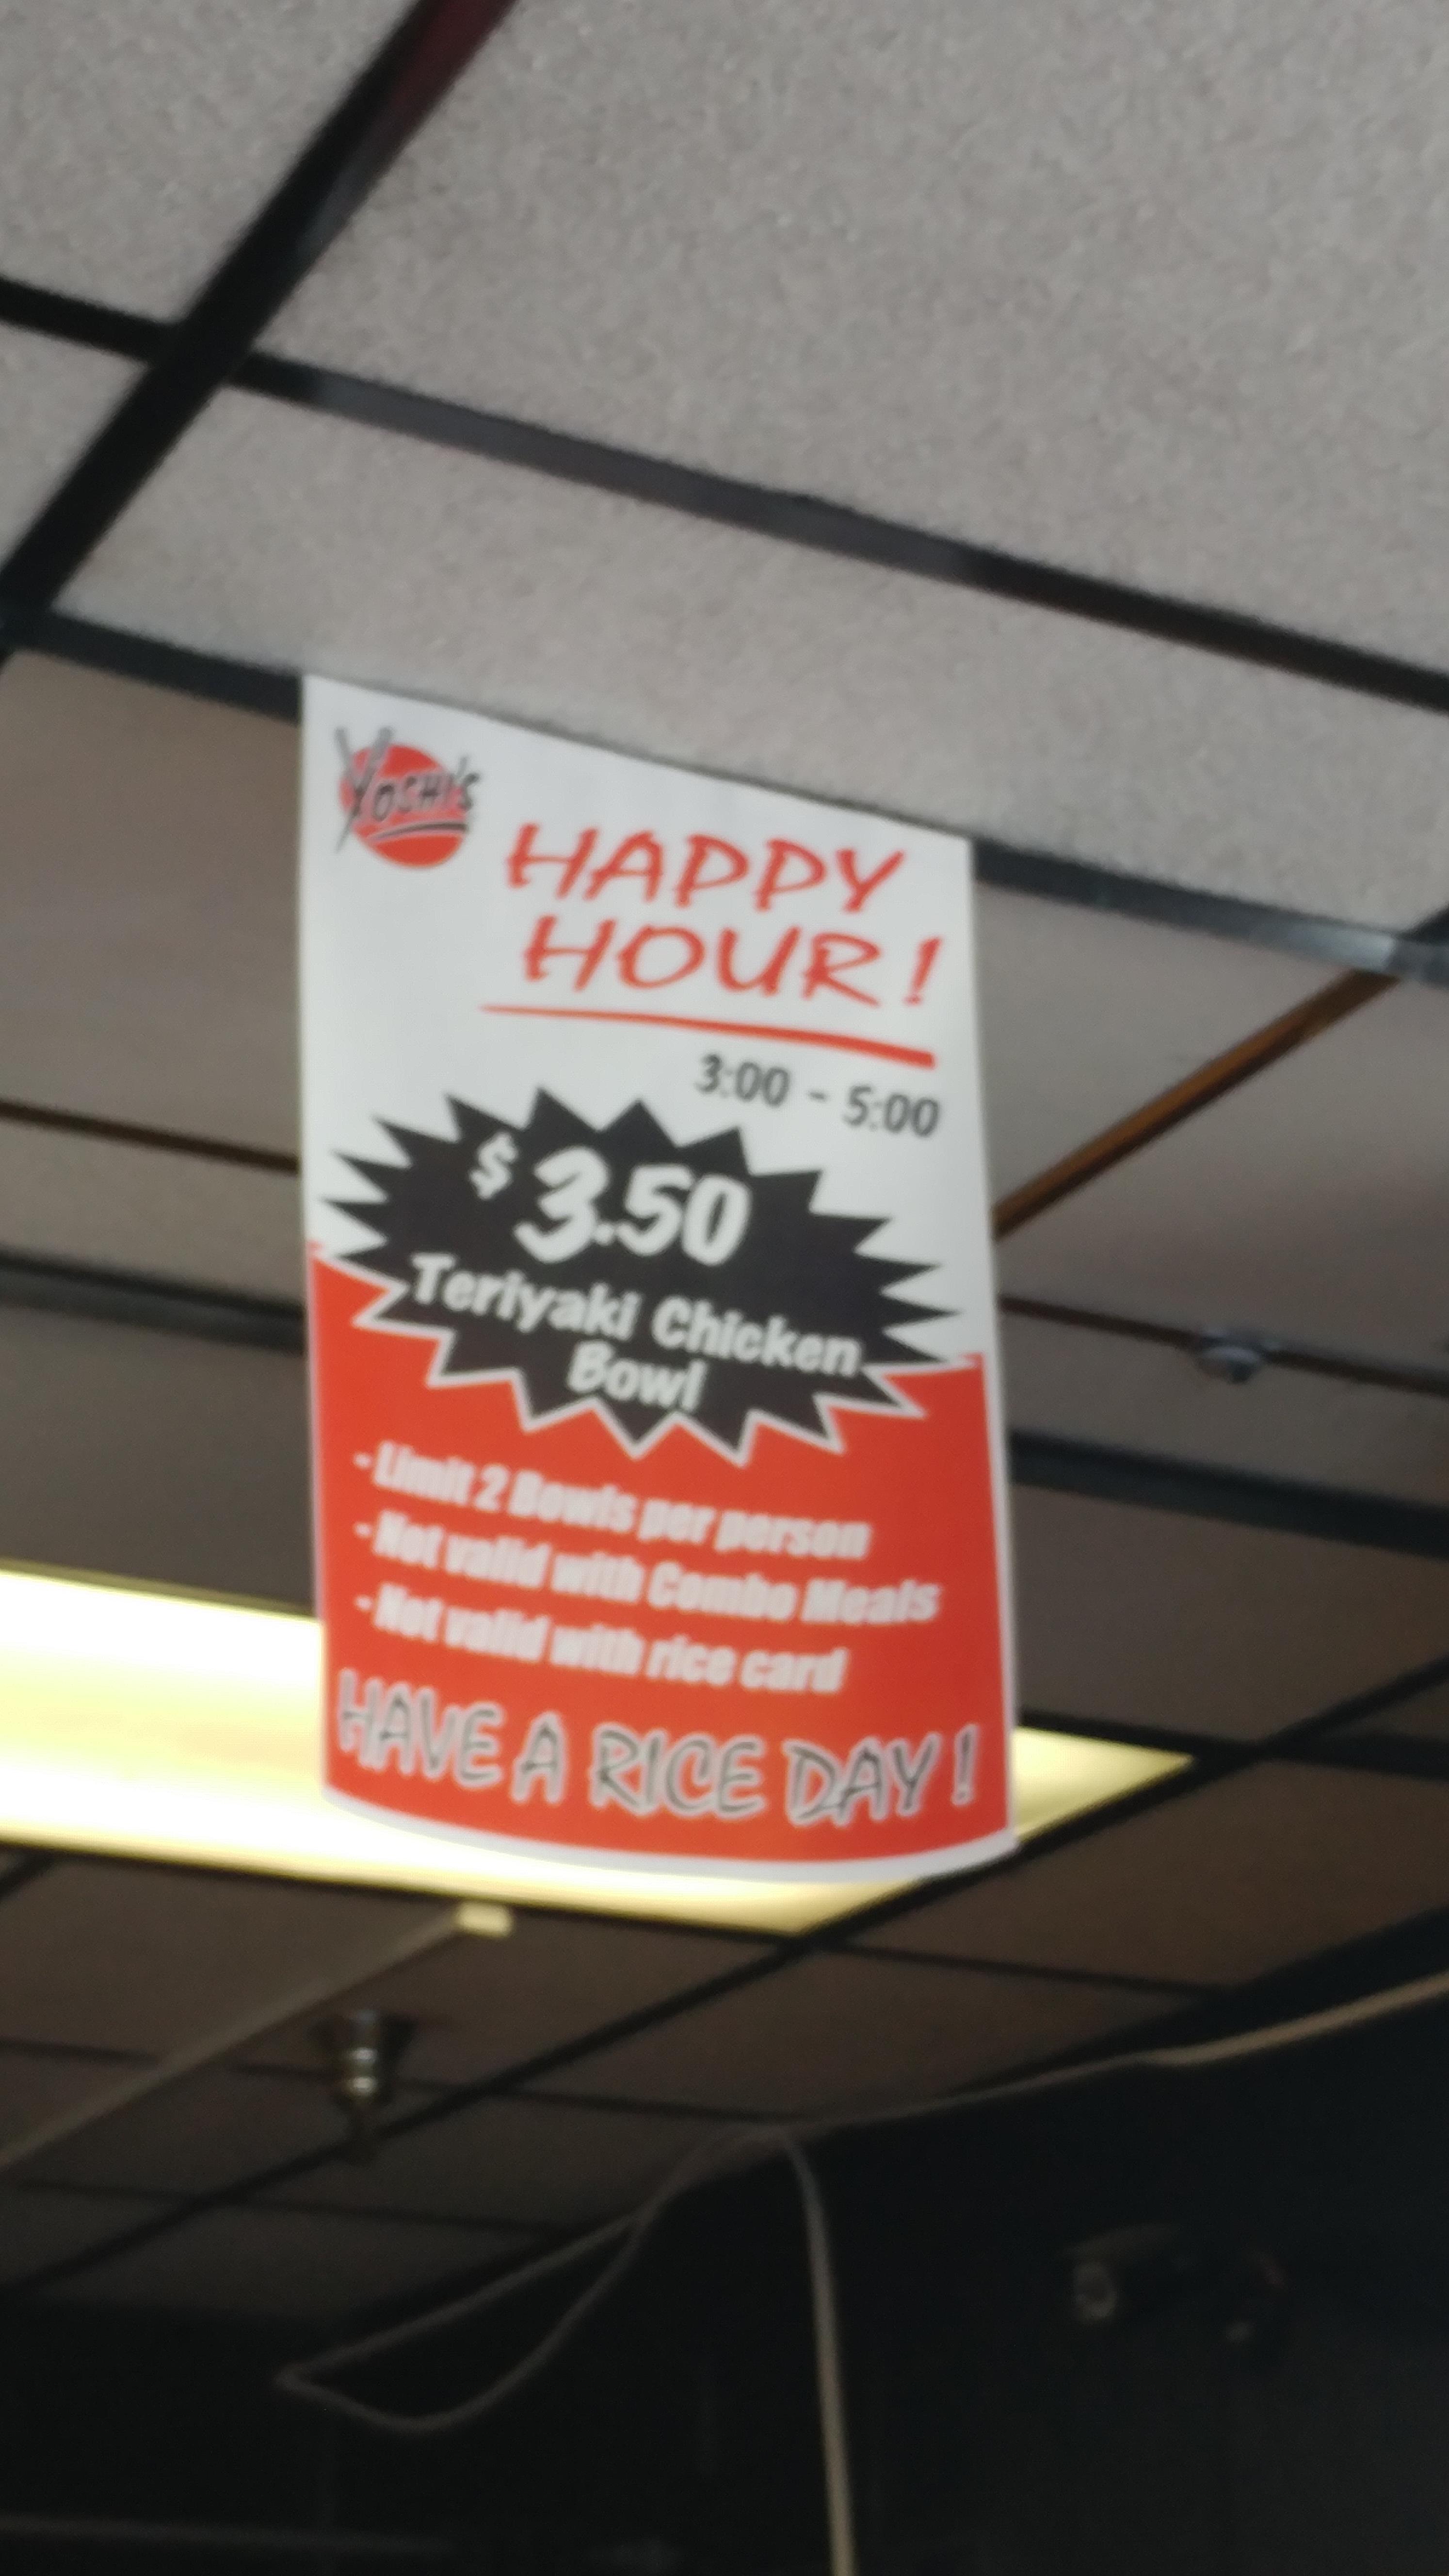 YOSHI'S
HAPPY
HOUR!
3:00 - 5:00
$3.50
Teriyaki Chicken
Bowl
- Limit 2 Bowls per person
- Not valid with Combo Meals
- Not valid with rice card
HAVE A RICE DAY!